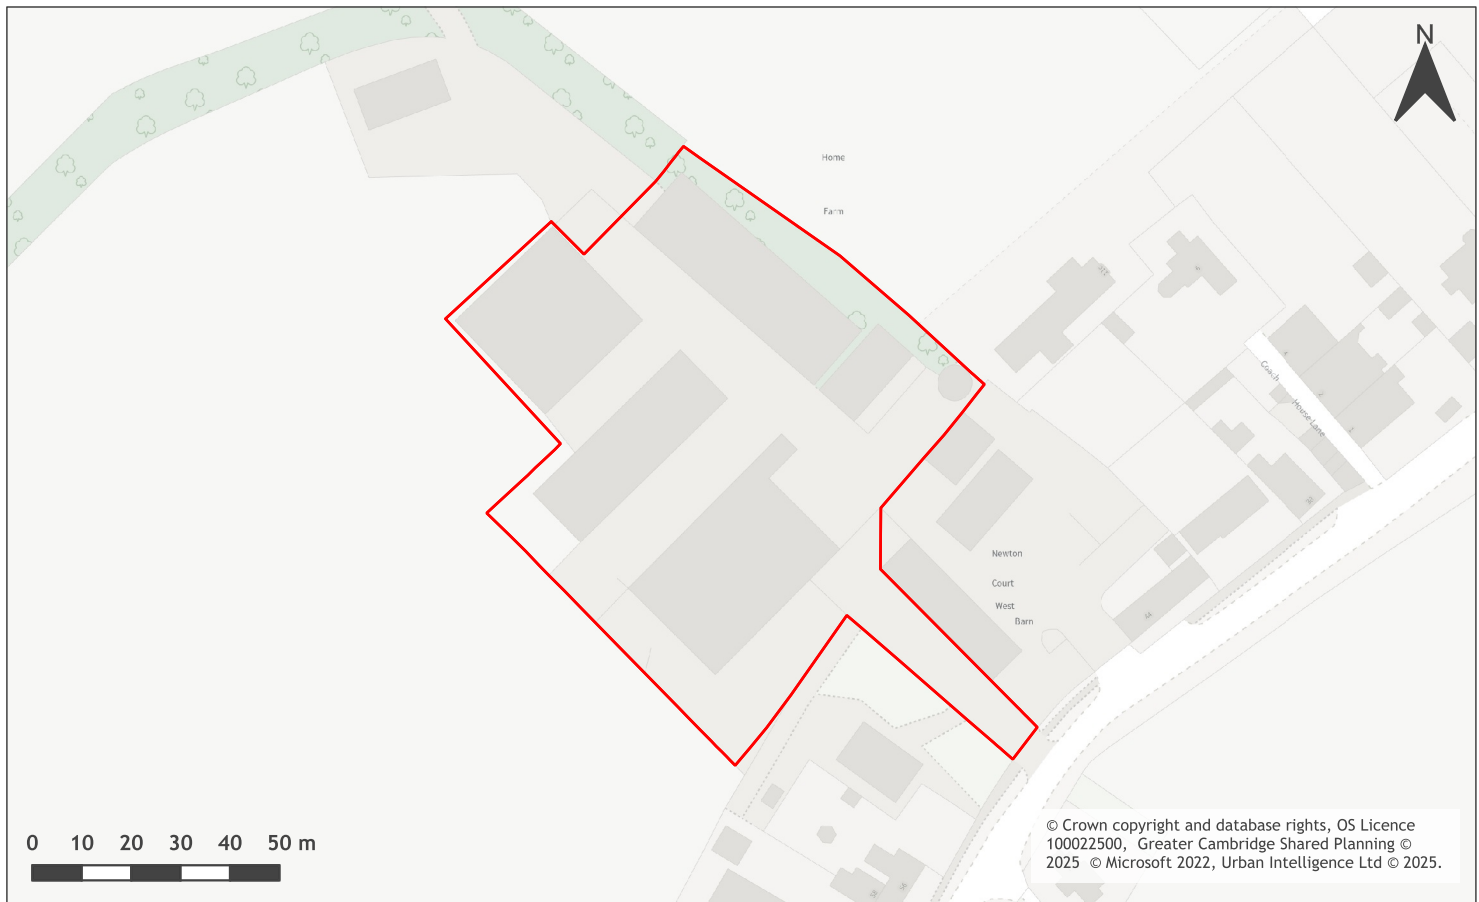 N
Home
Farm
Coach
House Lane
Newton
Court
West
Barn
44
0 10 20 30 40 50 m
© Crown copyright and database rights, OS Licence
100022500, Greater Cambridge Shared Planning ©
2025 © Microsoft 2022, Urban Intelligence Ltd © 2025.